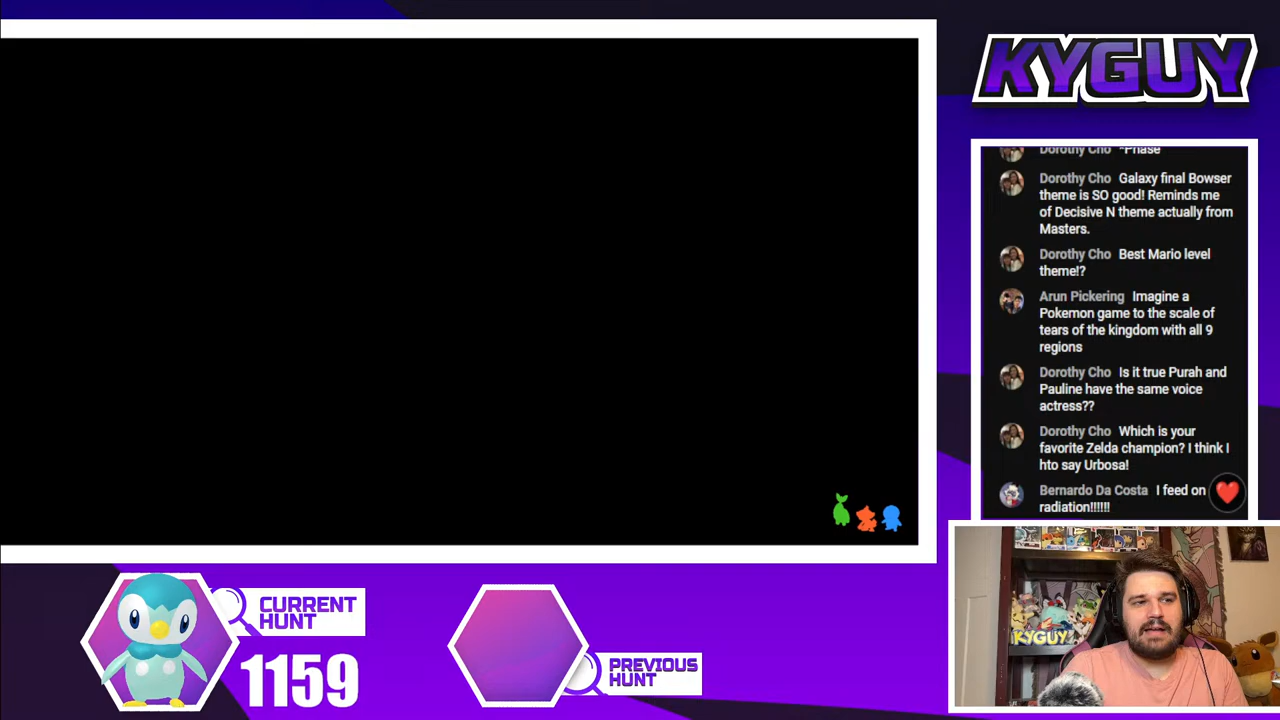 KYGUY
Dorothy Cho *Phase
Dorothy Cho Galaxy final Bowser
theme is SO good! Reminds me
of Decisive N theme actually from
Masters.
Dorothy Cho Best Mario level
theme!?
Arun Pickering Imagine a
Pokemon game to the scale of
tears of the kingdom with all 9
regions
Dorothy Cho Is it true Purah and
Pauline have the same voice
actress??
Dorothy Cho Which is your
favorite Zelda champion? I think I
hto say Urbosa!
Bernardo Da Costa I feed on
radiation!!!!!!
CURRENT
HUNT
1159
PREVIOUS
HUNT
KYGUY